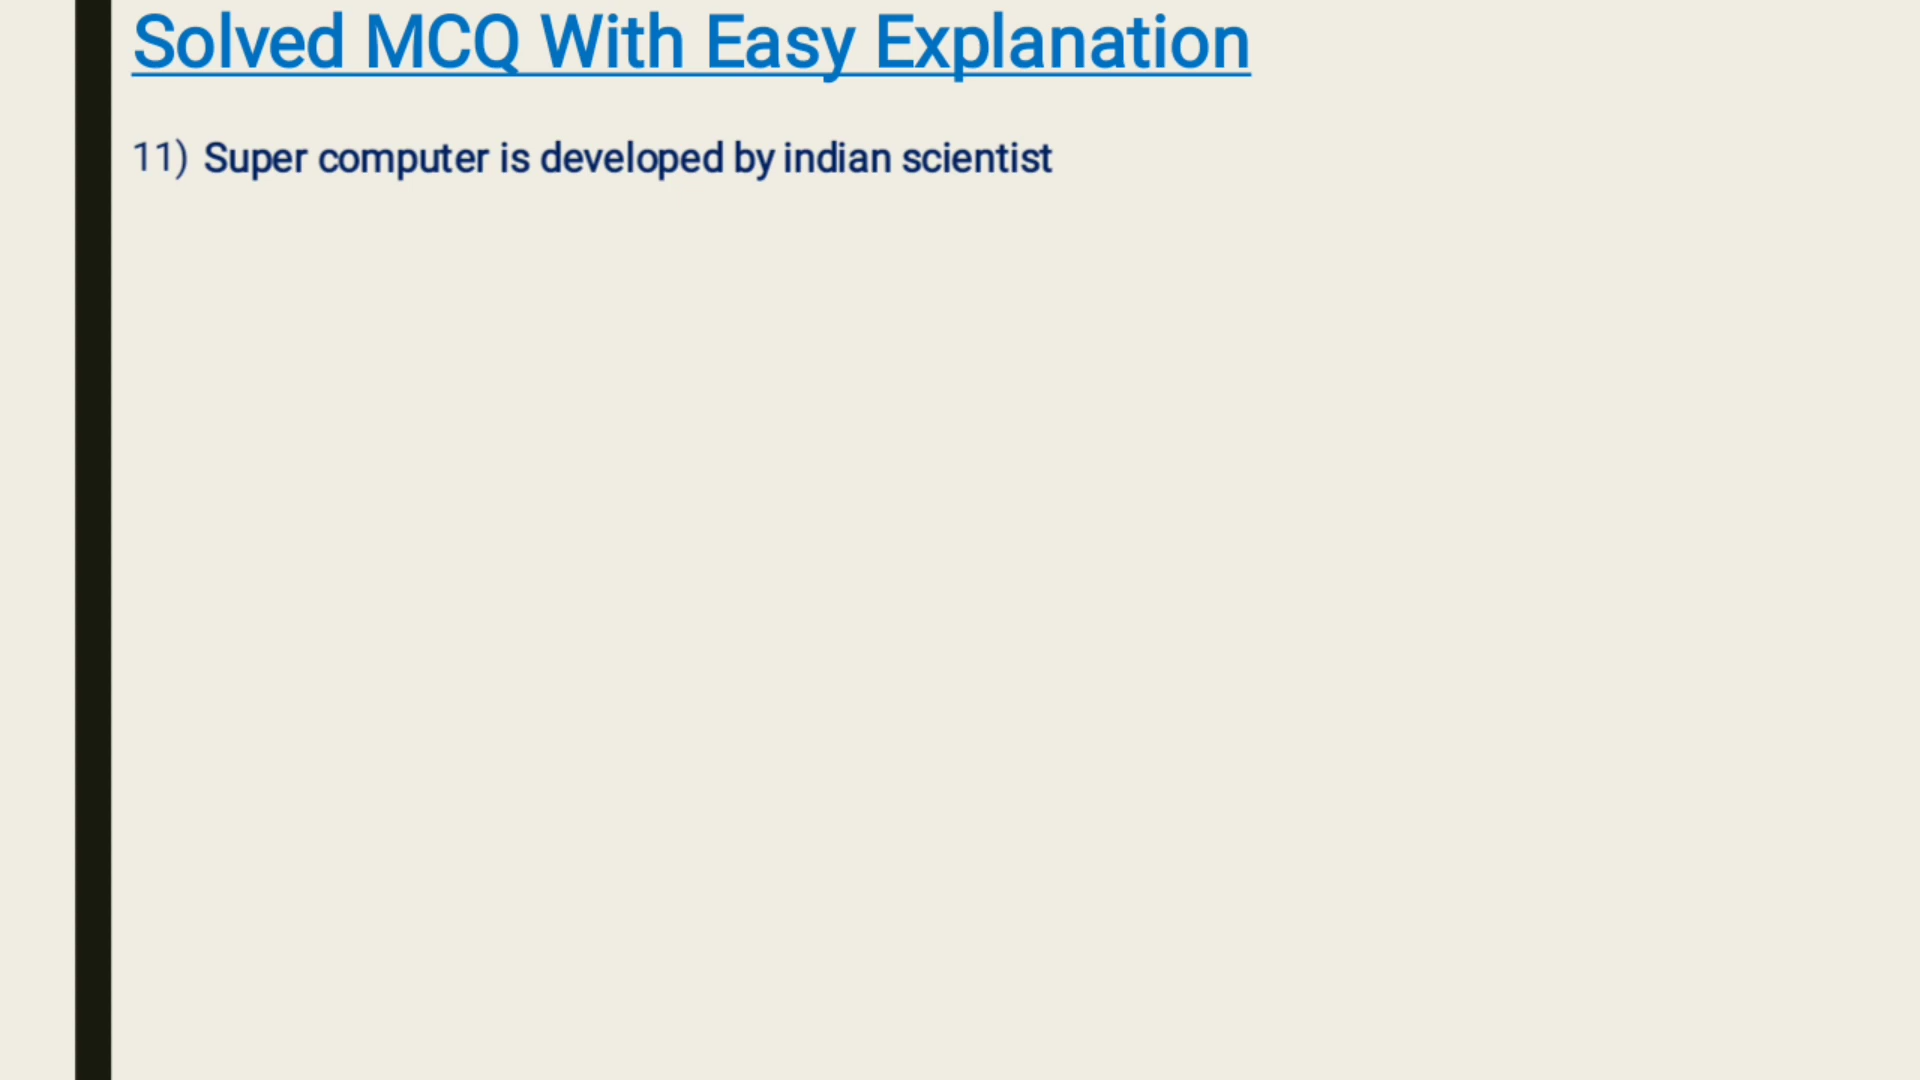 Solved MCQ With Easy Explanation
11) Super computer is developed by indian scientist